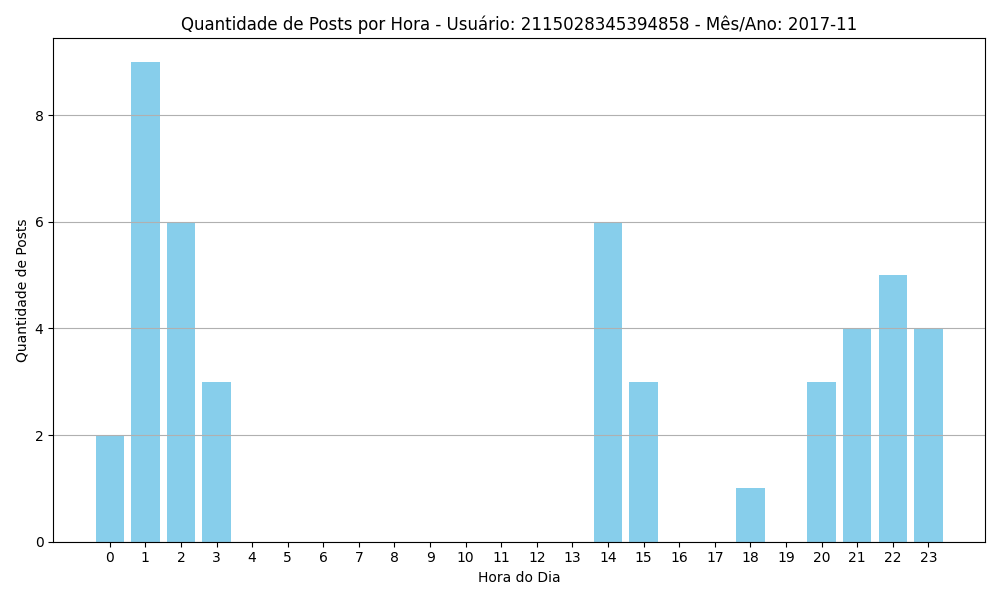 Quantidade de Posts por Hora - Usuário: 2115028345394858 - Mês/Ano: 2017-11
Quantidade de Posts
8
6
4
2
0
0 1 2 3 4 5 6 7 8 9 10 11 12 13 14 15 16 17 18 19 20 21 22 23
Hora do Dia